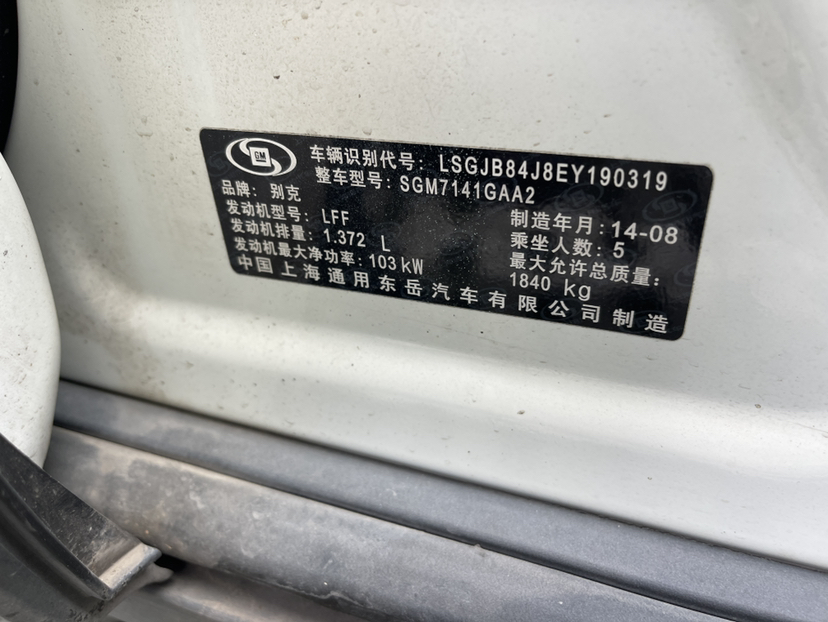 GM
车辆识别代号: LSGJB84J8EY190319
整车型号: SGM7141GAA2
品牌: 别克
发动机型号: LFF
制造年月: 14-08
发动机排量: 1.372 L
乘坐人数: 5
发动机最大净功率: 103 kW
最大允许总质量:
1840 kg
中国上海通用东岳汽车有限公司制造